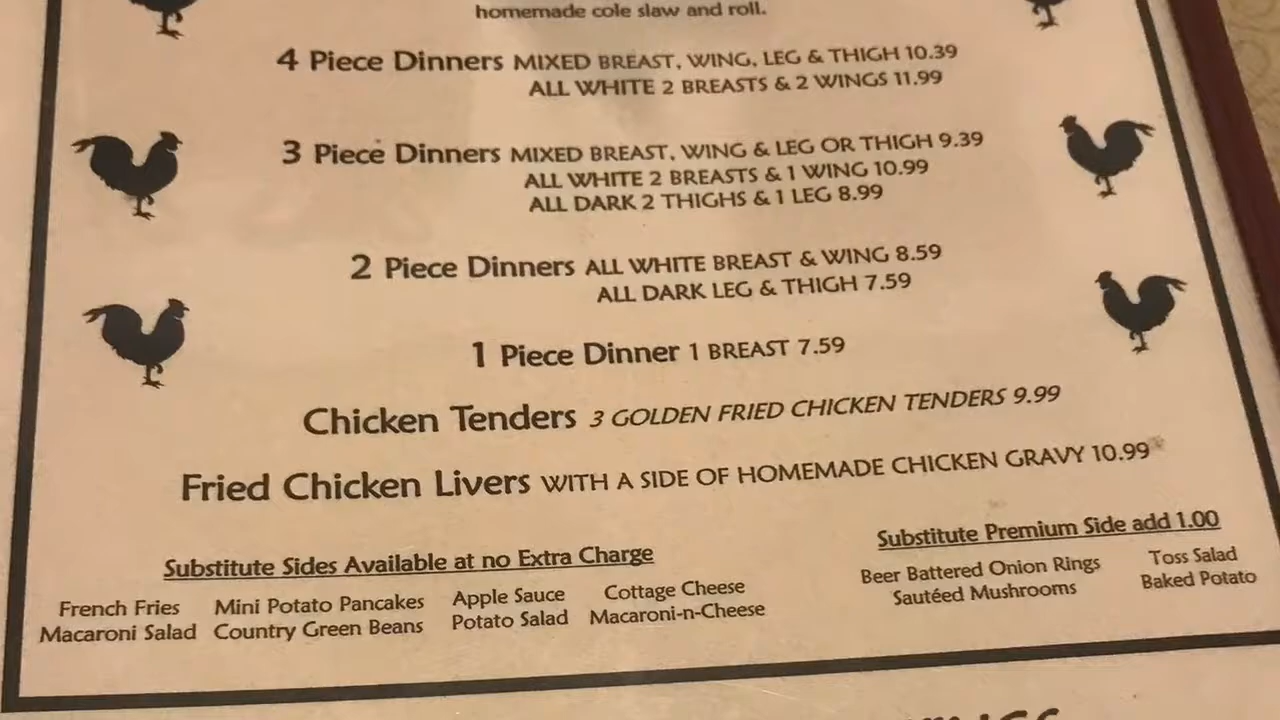 homemade cole slaw and roll.
4 Piece Dinners MIXED BREAST, WING, LEG & THIGH 10.39
ALL WHITE 2 BREASTS & 2 WINGS 11.99
3 Piece Dinners MIXED BREAST, WING & LEG OR THIGH 9.39
ALL WHITE 2 BREASTS & 1 WING 10.99
ALL DARK 2 THIGHS & 1 LEG 8.99
2 Piece Dinners ALL WHITE BREAST & WING 8.59
ALL DARK LEG & THIGH 7.59
1 Piece Dinner 1 BREAST 7.59
Chicken Tenders 3 GOLDEN FRIED CHICKEN TENDERS 9.99
Fried Chicken Livers WITH A SIDE OF HOMEMADE CHICKEN GRAVY 10.99
Substitute Sides Available at no Extra Charge
French Fries Mini Potato Pancakes Apple Sauce Cottage Cheese
Macaroni Salad Country Green Beans Potato Salad Macaroni-n-Cheese
Substitute Premium Side add 1.00
Beer Battered Onion Rings Toss Salad
Sautéed Mushrooms Baked Potato